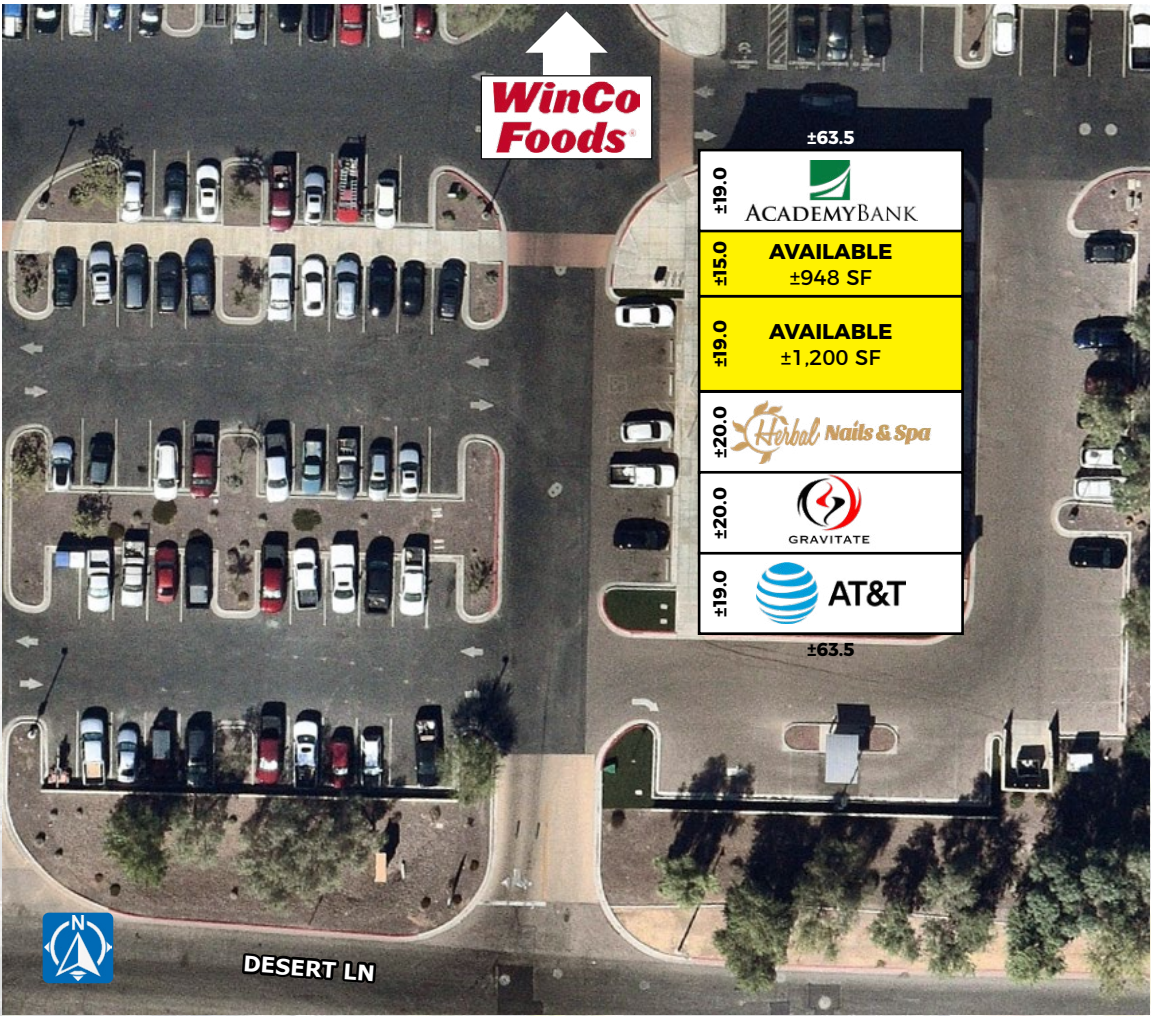 WinCo
Foods®
±63.5
±19.0
ACADEMYBANK
±15.0
AVAILABLE
±948 SF
±19.0
AVAILABLE
±1,200 SF
±20.0
Herbal Nails & Spa
±20.0
GRAVITATE
±19.0
AT&T
±63.5
N
DESERT LN